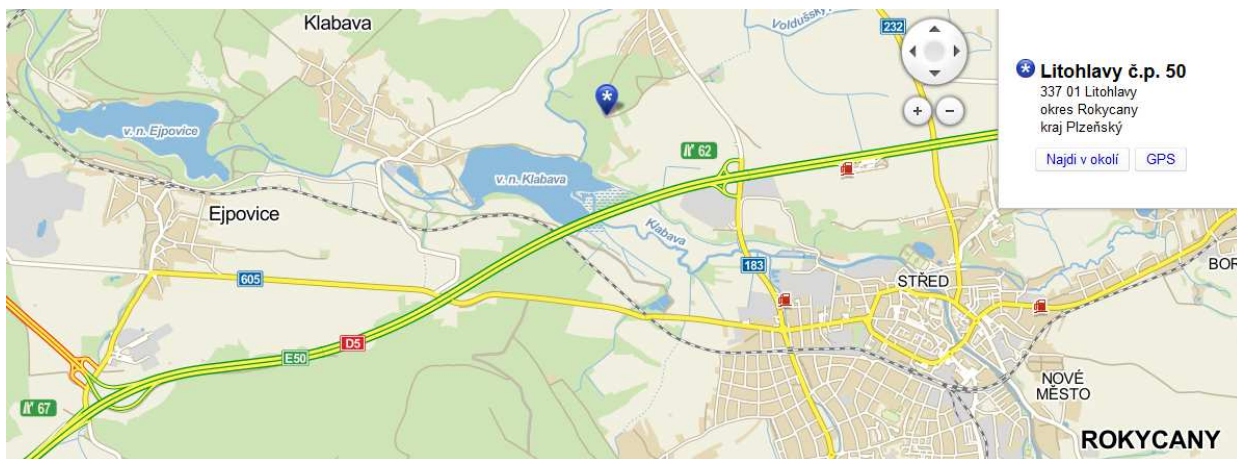 Klabava
Voldušský p.
232
Litohlavy č.p. 50
337 01 Litohlavy
okres Rokycany
kraj Plzeňský
Najdi v okolí
GPS
v. n. Ejpovice
62
v. n. Klabava
Ejpovice
Klabava
183
605
STŘED
BOR
D5
E50
NOVÉ
MĚSTO
67
ROKYCANY